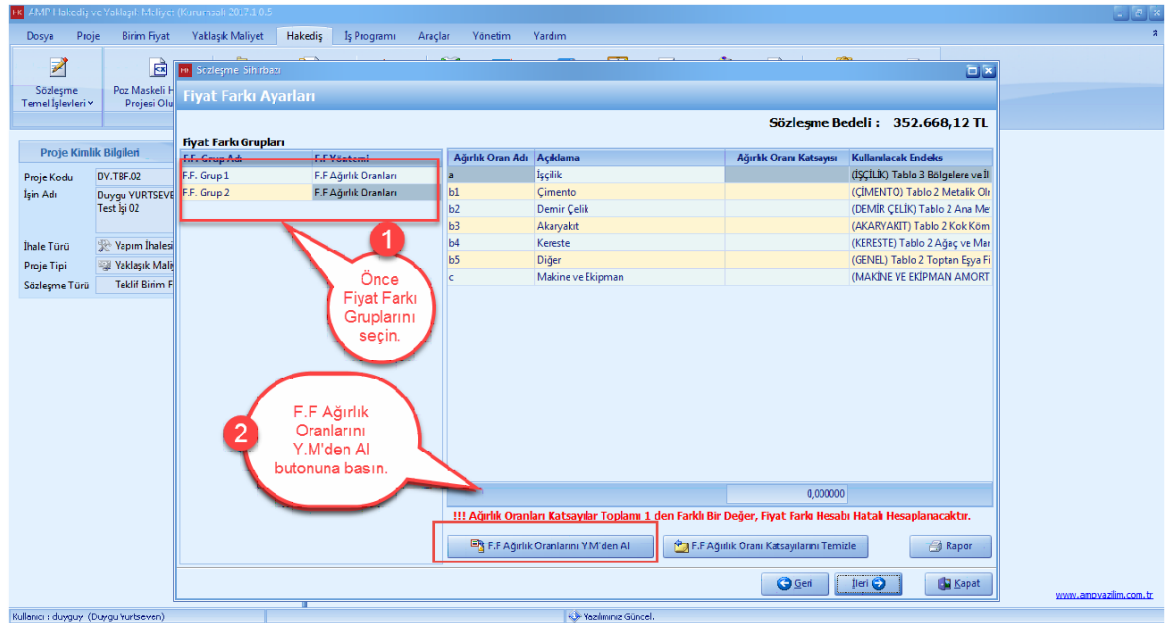 AMP Hakediş ve Yaklaşık Maliyet (Kurumsal) 2017.1.0.5
Dosya Proje Birim Fiyat Yaklaşık Maliyet Hakediş İş Programı Araçlar Yönetim Yardım
Sözleşme
Temel İşlevleri
Poz Maskeli H
Projesi Olu
Sözleşme Sihirbazı
Fiyat Farkı Ayarları
Sözleşme Bedeli : 352.668,12 TL
Proje Kimlik Bilgileri
Proje Kodu DV.TBF.02
İşin Adı Duygu YURTSEVE
Test İşi 02
İhale Türü Yapım İhalesi
Proje Tipi Yaklaşık Maliy
Sözleşme Türü Teklif Birim F
Fiyat Farkı Grupları
F.F. Grup Adı F.F Yöntemi
F.F. Grup 1 F.F Ağırlık Oranları
F.F. Grup 2 F.F Ağırlık Oranları
Ağırlık Oran Adı Açıklama Ağırlık Oranı Katsayısı Kullanılacak Endeks
a İşçilik (İŞÇİLİK) Tablo 3 Bölgelere ve İl
b1 Çimento (ÇİMENTO) Tablo 2 Metalik Olr
b2 Demir Çelik (DEMİR ÇELİK) Tablo 2 Ana Me
b3 Akaryakıt (AKARYAKIT) Tablo 2 Kok Köm
b4 Kereste (KERESTE) Tablo 2 Ağaç ve Mar
b5 Diğer (GENEL) Tablo 2 Toptan Eşya Fi
c Makine ve Ekipman (MAKİNE VE EKİPMAN AMORT
1
Önce
Fiyat Farkı
Gruplarını
seçin.
2
F.F Ağırlık
Oranlarını
Y.M'den Al
butonuna basın.
0,000000
!!! Ağırlık Oranları Katsayılar Toplamı 1 den Farklı Bir Değer, Fiyat Farkı Hesabı Hatalı Hesaplanacaktır.
F.F Ağırlık Oranlarını Y.M'den Al
F.F Ağırlık Oranı Katsayılarını Temizle
Rapor
Geri
İleri
Kapat
www.ampyazilim.com.tr
Kullanıcı : duyguy (Duygu Yurtseven)
Yazılımınız Güncel.